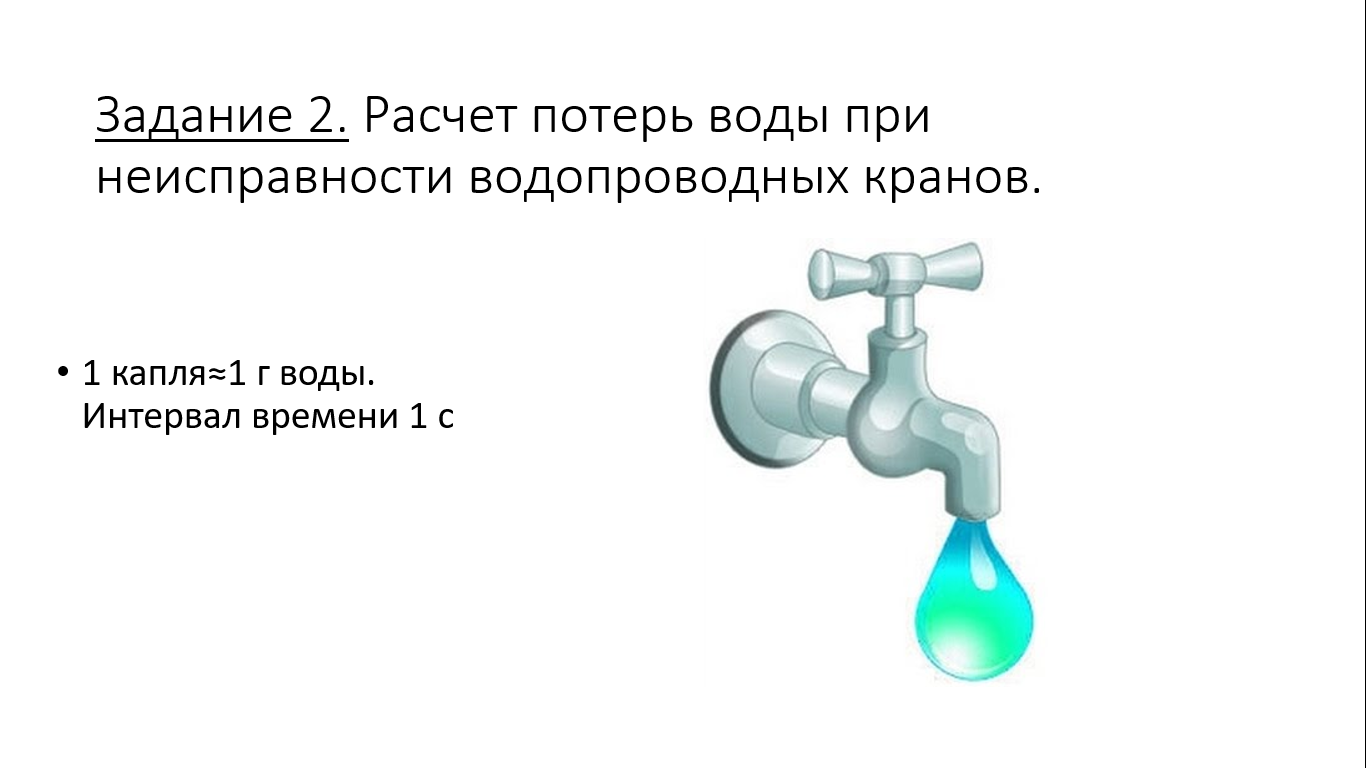 Задание 2. Расчет потерь воды при
неисправности водопроводных кранов.
• 1 капля≈1 г воды.
Интервал времени 1 с